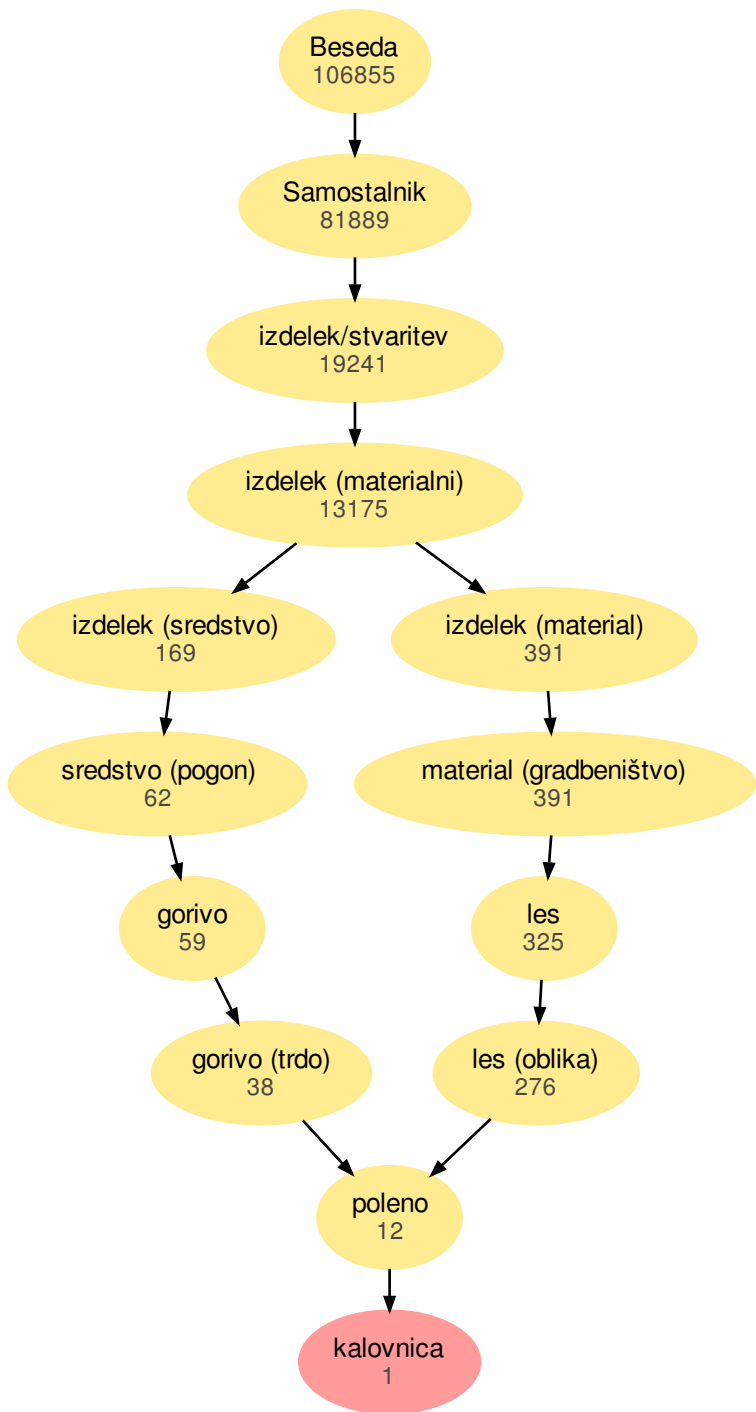 Beseda
106855
Samostalnik
81889
izdelek/stvaritev
19241
izdelek (materialni)
13175
izdelek (sredstvo)
169
izdelek (material)
391
sredstvo (pogon)
62
material (gradbeništvo)
391
gorivo
59
les
325
gorivo (trdo)
38
les (oblika)
276
poleno
12
kalovnica
1